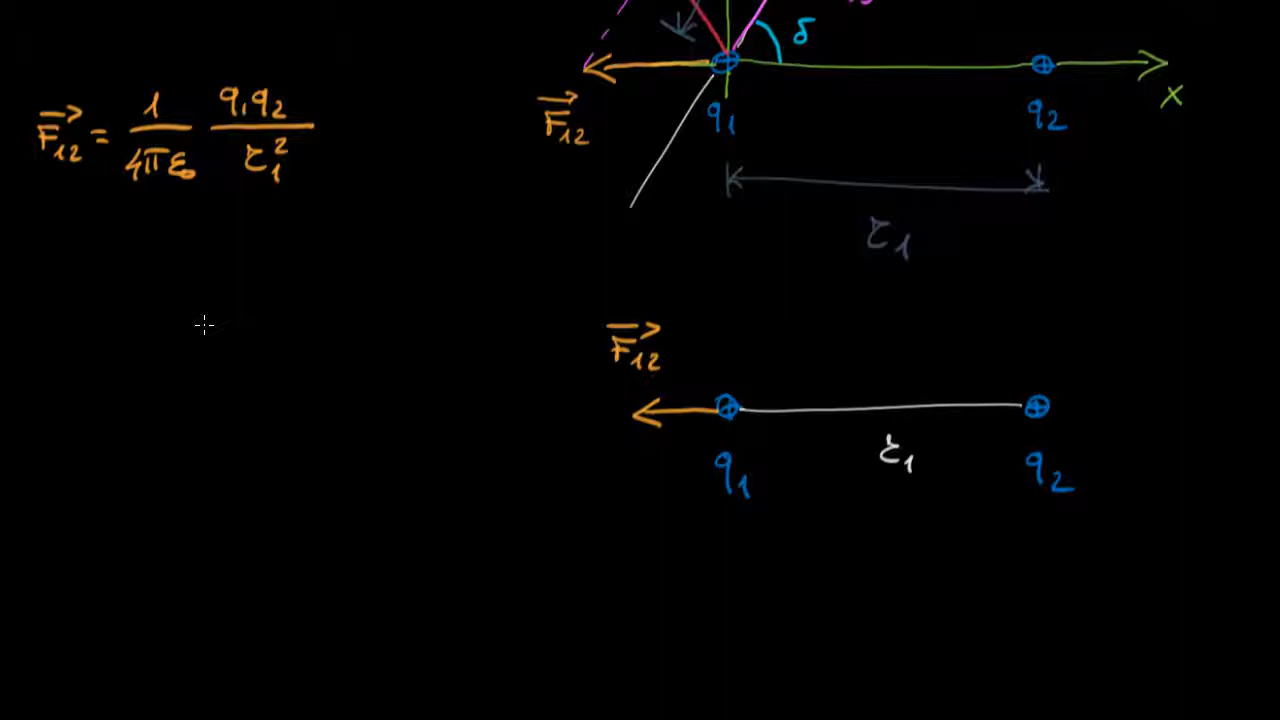 δ
F₁₂ q₁ q₂ x
F₁₂ = 1/(4πε₀) q₁q₂/r₁²
r₁
F₁₂
r₁
q₁ q₂